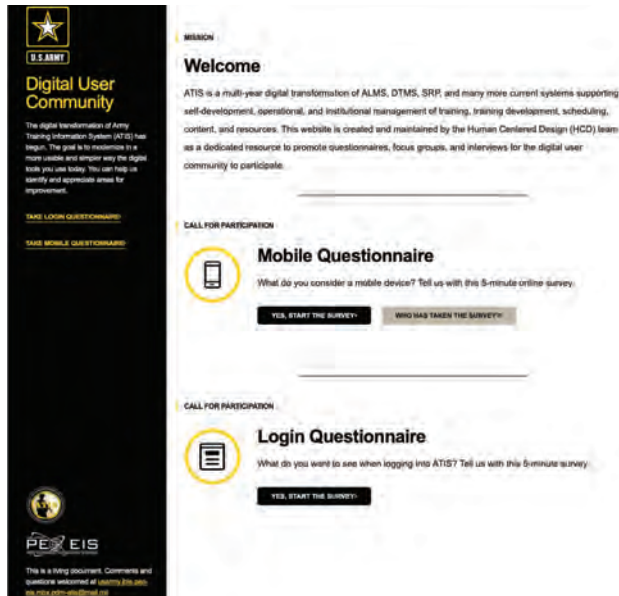 U.S. ARMY
Digital User
Community
The digital transformation of Army
Training Information System (ATIS) has
begun. The goal is to modernize in a
more usable and simpler way the digital
tools you use today. You can help us
identify and appreciate areas for
improvement.
TAKE LOGIN QUESTIONNAIRE›
TAKE MOBILE QUESTIONNAIRE›
PEO EIS
This is a living document. Comments and
questions welcomed at
MISSION
Welcome
ATIS is a multi-year digital transformation of ALMS, DTMS, SRP, and many more current systems supporting
self-development, operational, and institutional management of training, training development, scheduling,
content, and resources. This website is created and maintained by the Human Centered Design (HCD) team
as a dedicated resource to promote questionnaires, focus groups, and interviews for the digital user
community to participate.
CALL FOR PARTICIPATION
Mobile Questionnaire
What do you consider a mobile device? Tell us with this 5-minute online survey.
YES, START THE SURVEY›
WHO HAS TAKEN THE SURVEY?›
CALL FOR PARTICIPATION
Login Questionnaire
What do you want to see when logging into ATIS? Tell us with this 5-minute survey.
YES, START THE SURVEY›